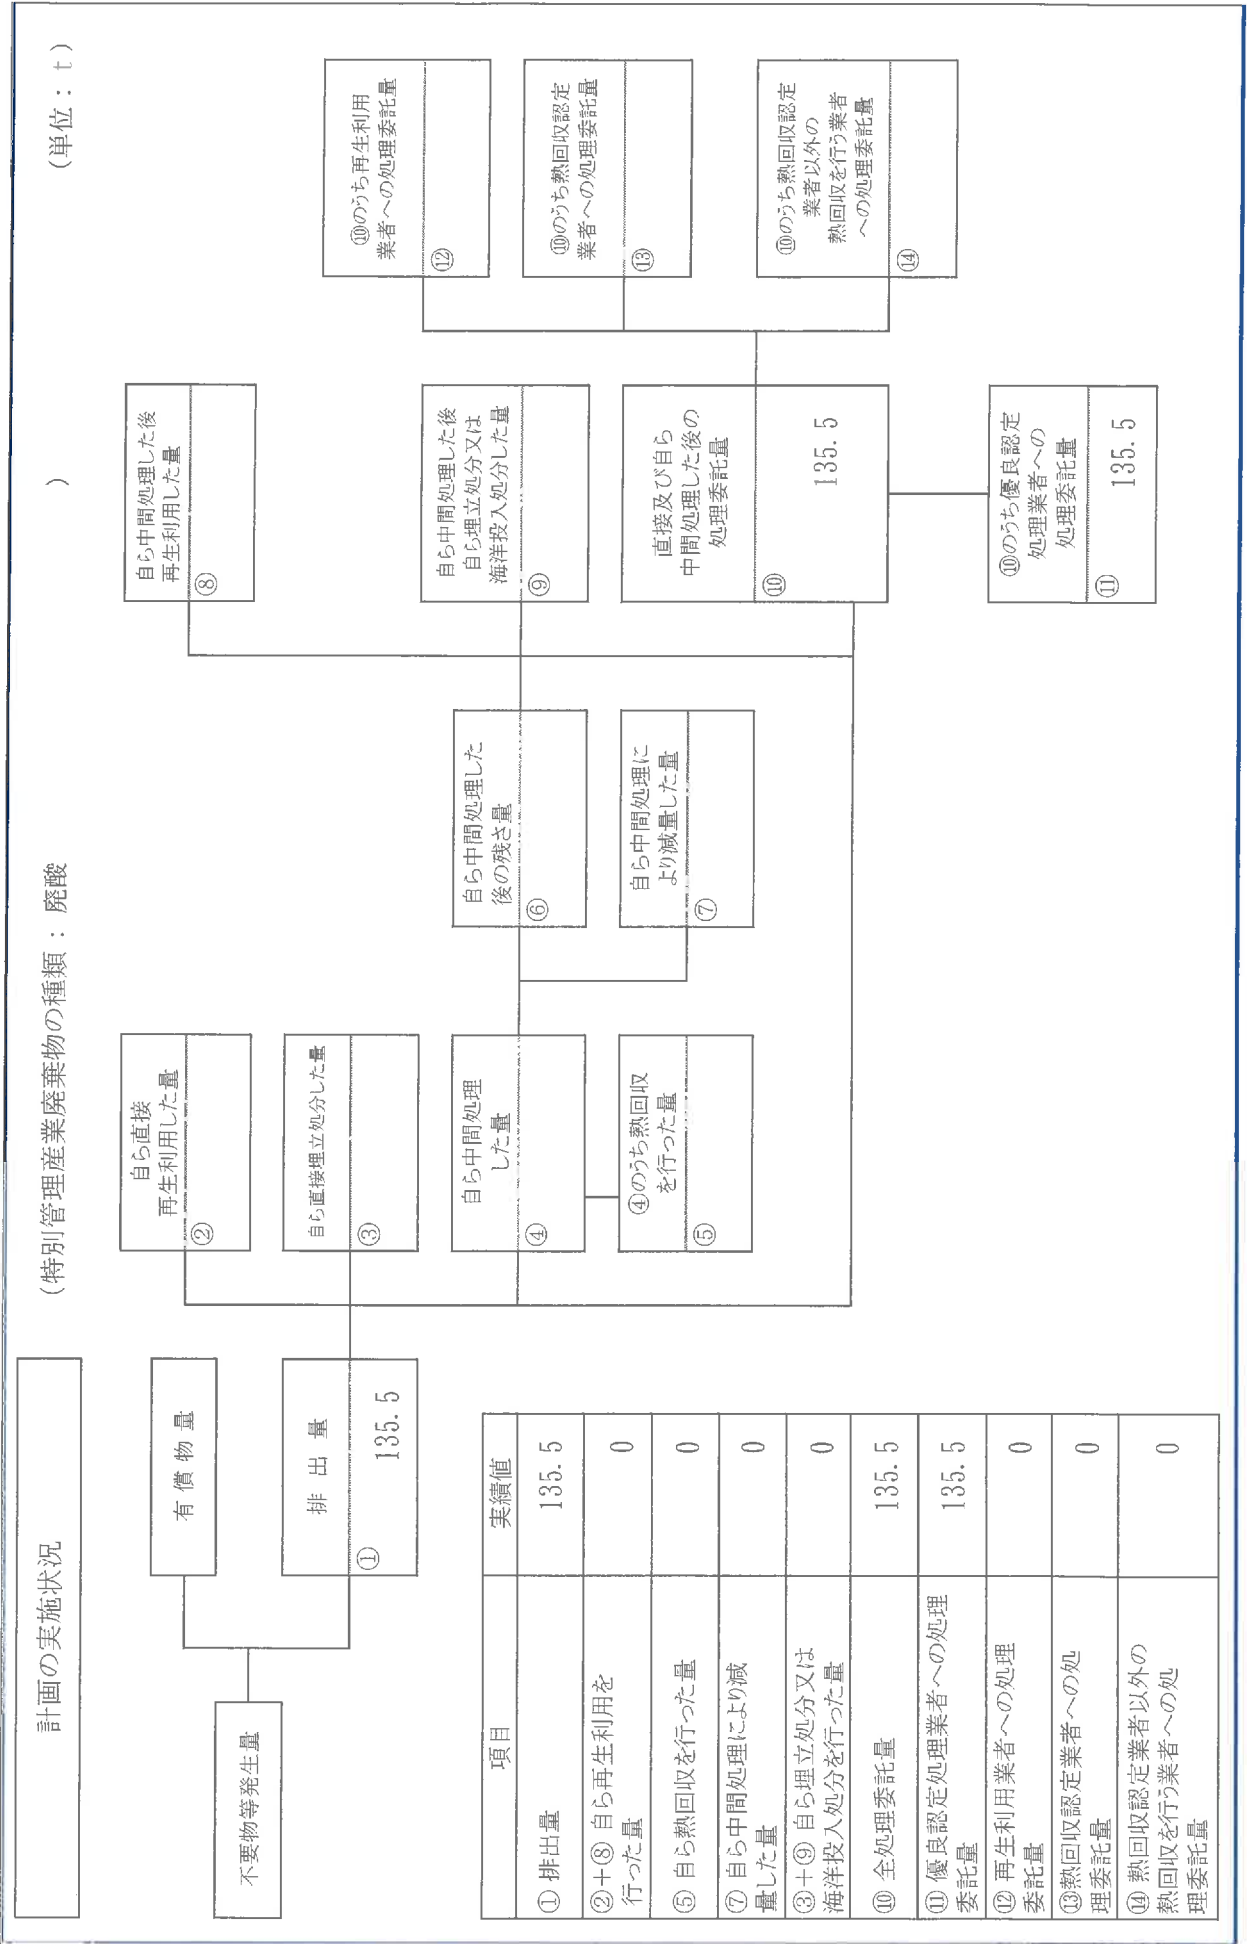 計画の実施状況
(特別管理産業廃棄物の種類 : 廃酸
)
(単位 : t)
不要物等発生量
有 償 物 量
排 出 量
① 135.5
自ら直接
再生利用した量
②
自ら直接埋立処分した量
③
自ら中間処理
した量
④
④のうち熱回収
を行った量
⑤
自ら中間処理した
後の残さ量
⑥
自ら中間処理に
より減量した量
⑦
自ら中間処理した後
再生利用した量
⑧
自ら中間処理した後
自ら埋立処分又は
海洋投入処分した量
⑨
直接及び自ら
中間処理した後の
処理委託量
⑩ 135.5
⑩のうち優良認定
処理業者への
処理委託量
⑪ 135.5
⑩のうち再生利用
業者への処理委託量
⑫
⑩のうち熱回収認定
業者への処理委託量
⑬
⑩のうち熱回収認定
業者以外の
熱回収を行う業者
への処理委託量
⑭
項目 実績値
① 排出量 135.5
②+⑧ 自ら再生利用を
行った量 0
⑤ 自ら熱回収を行った量 0
⑦ 自ら中間処理により減
量した量 0
③+⑨ 自ら埋立処分又は
海洋投入処分を行った量 0
⑩ 全処理委託量 135.5
⑪ 優良認定処理業者への処理
委託量 135.5
⑫ 再生利用業者への処理
委託量 0
⑬熱回収認定業者への処
理委託量 0
⑭ 熱回収認定業者以外の
熱回収を行う業者への処
理委託量 0